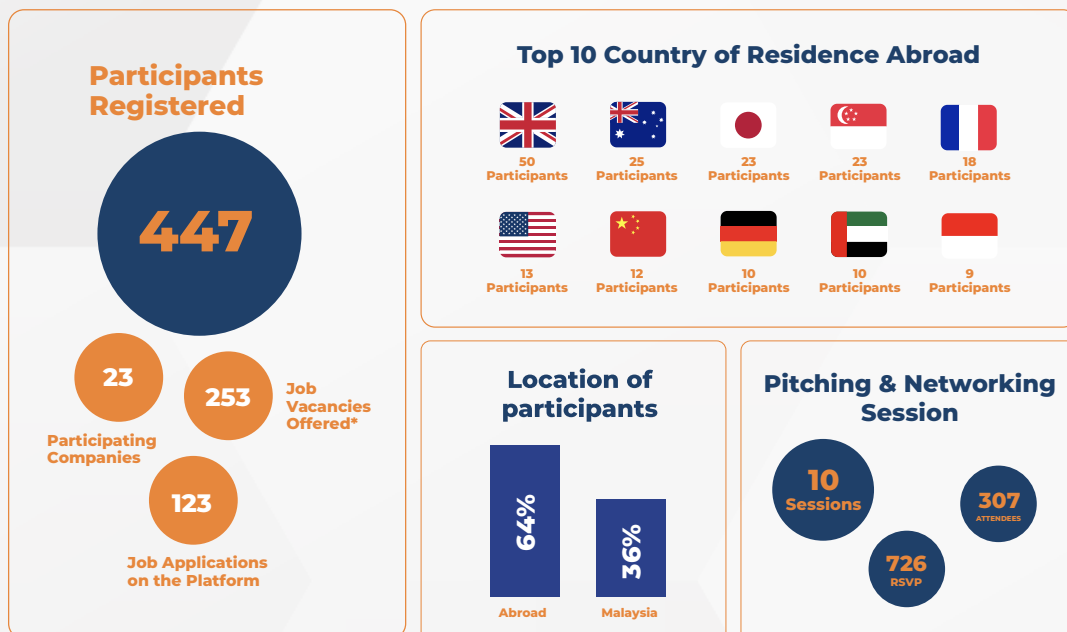 Participants
Registered
447
23
Participating
Companies
253
Job
Vacancies
Offered*
123
Job Applications
on the Platform
Top 10 Country of Residence Abroad
50
Participants
25
Participants
23
Participants
23
Participants
18
Participants
13
Participants
12
Participants
10
Participants
10
Participants
9
Participants
Location of
participants
64%
Abroad
36%
Malaysia
Pitching & Networking
Session
10
Sessions
307
ATTENDEES
726
RSVP